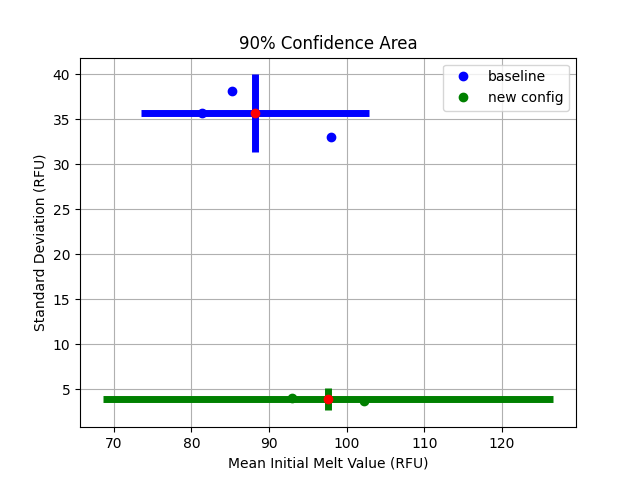 90% Confidence Area
baseline
new config
40
35
30
25
20
15
10
5
Standard Deviation (RFU)
70 80 90 100 110 120
Mean Initial Melt Value (RFU)